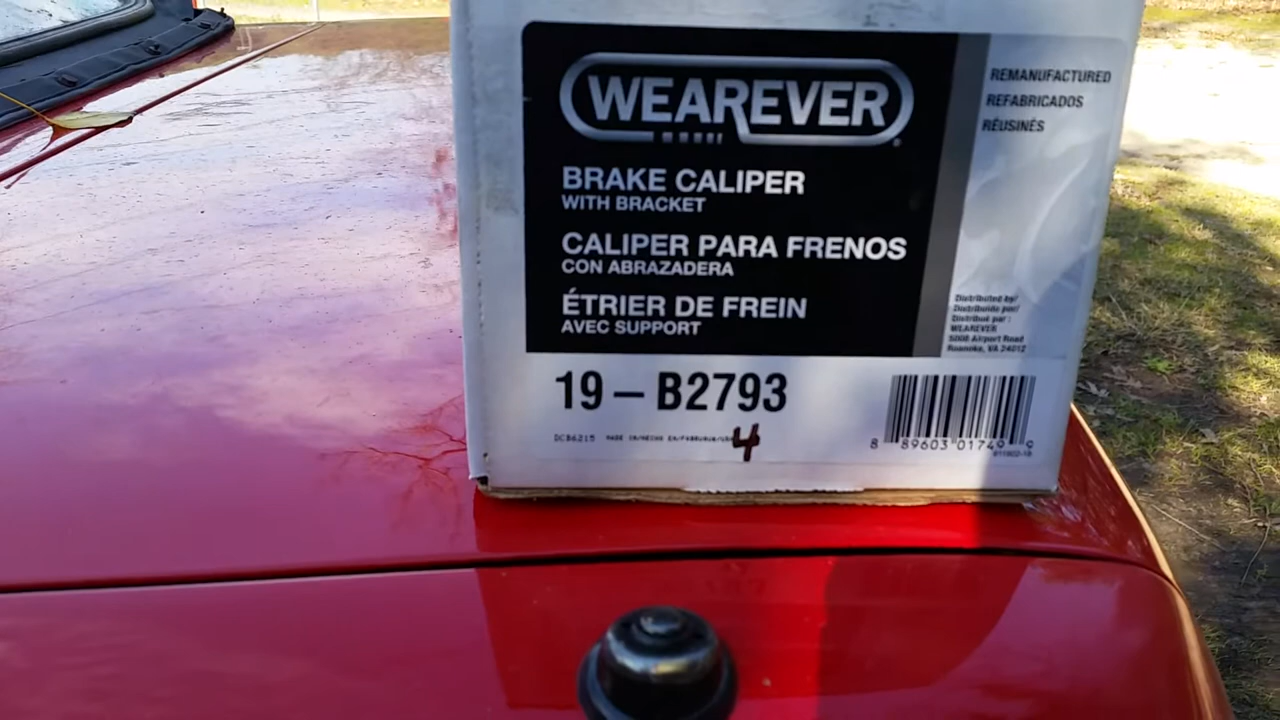 WEAREVER
REMANUFACTURED
REFABRICADOS
RÉUSINÉS
BRAKE CALIPER
WITH BRACKET
CALIPER PARA FRENOS
CON ABRAZADERA
ÉTRIER DE FREIN
AVEC SUPPORT
Distributed by/
Distribuido por/
Distribué par :
WEAREVER
5008 Airport Road
Roanoke, VA 24012
19 – B2793
DCB6215
4
8 89603 01749 9